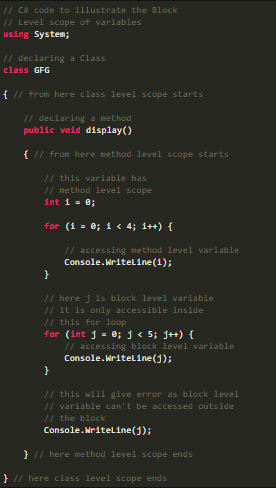 // C# code to illustrate the Block
// Level scope of variables
using System;
// declaring a Class
class GFG
{ // from here class level scope starts
// declaring a method
public void display()
{ // from here method level scope starts
// this variable has
// method level scope
int i = 0;
for (i = 0; i < 4; i++) {
// accessing method level variable
Console.WriteLine(i);
}
// here j is block level variable
// it is only accessible inside
// this for loop
for (int j = 0; j < 5; j++) {
// accessing block level variable
Console.WriteLine(j);
}
// this will give error as block level
// variable can't be accessed outside
// the block
Console.WriteLine(j);
} // here method level scope ends
} // here class level scope ends